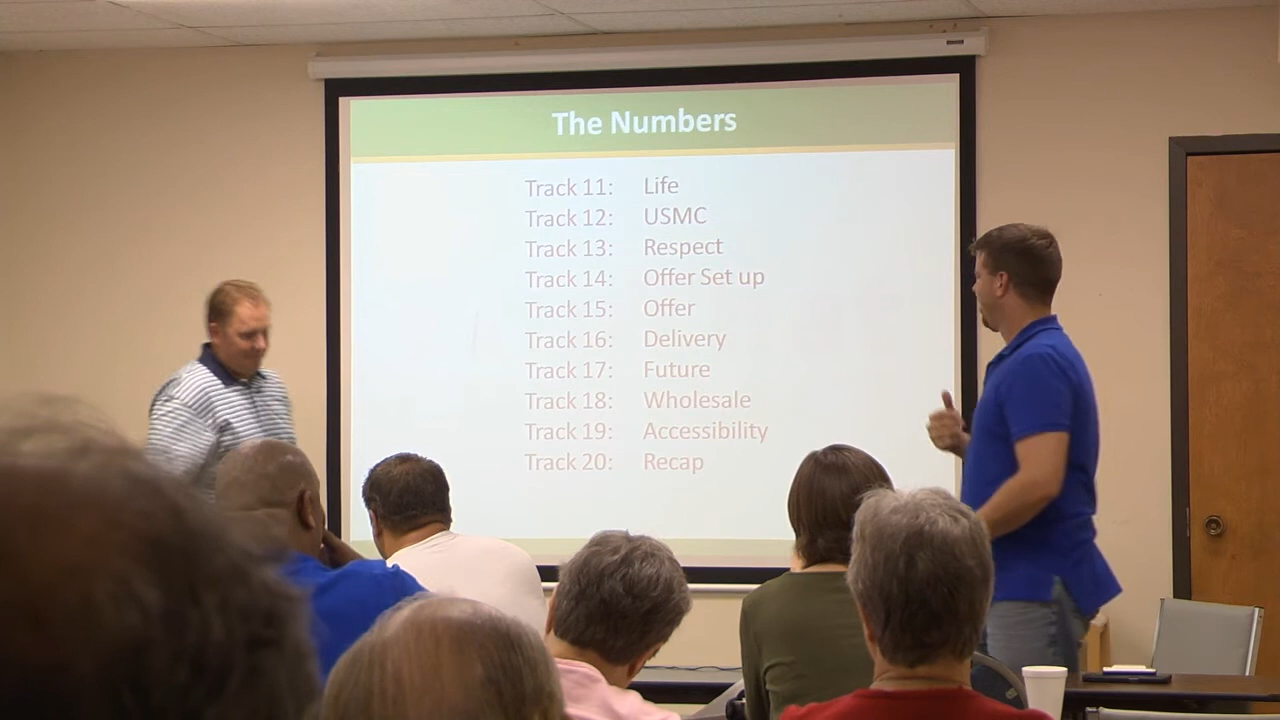 The Numbers
Track 11: Life
Track 12: USMC
Track 13: Respect
Track 14: Offer Set up
Track 15: Offer
Track 16: Delivery
Track 17: Future
Track 18: Wholesale
Track 19: Accessibility
Track 20: Recap